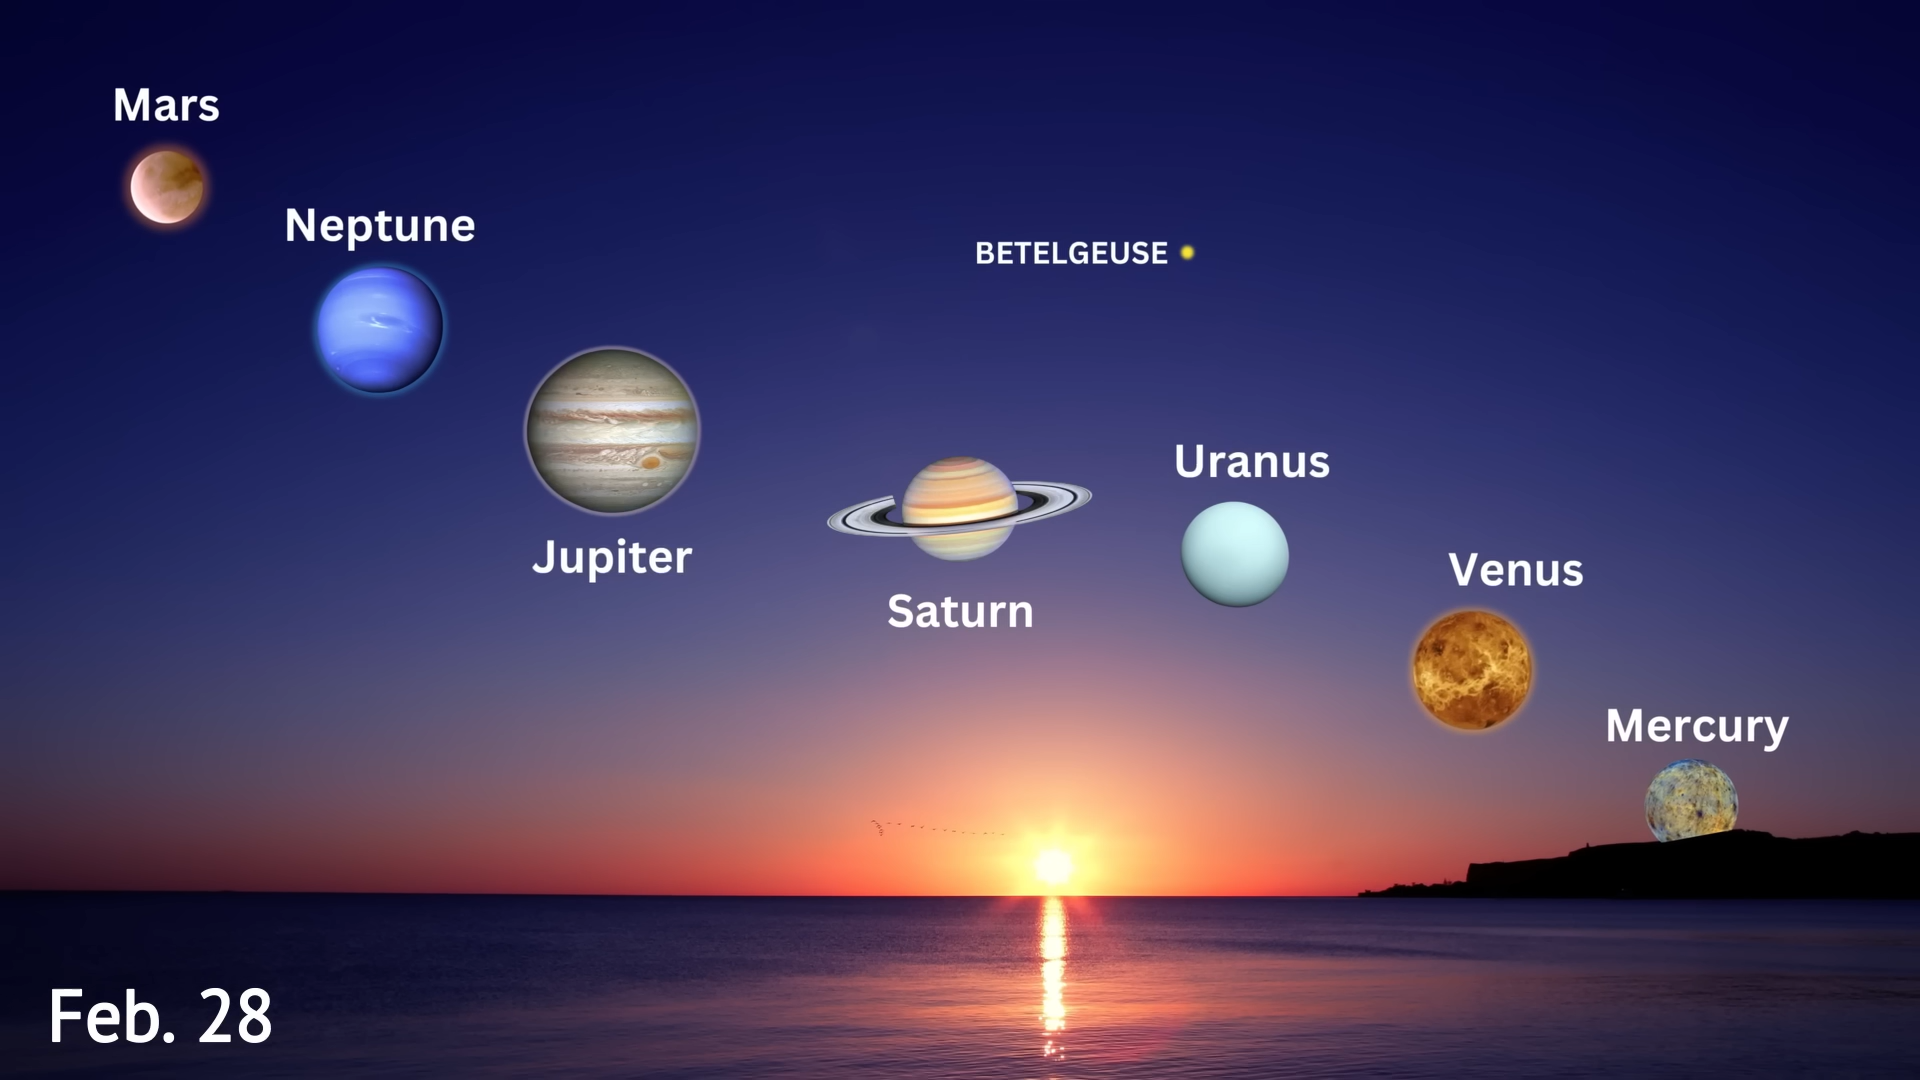 Mars
Neptune
BETELGEUSE
Jupiter
Saturn
Uranus
Venus
Mercury
Feb. 28